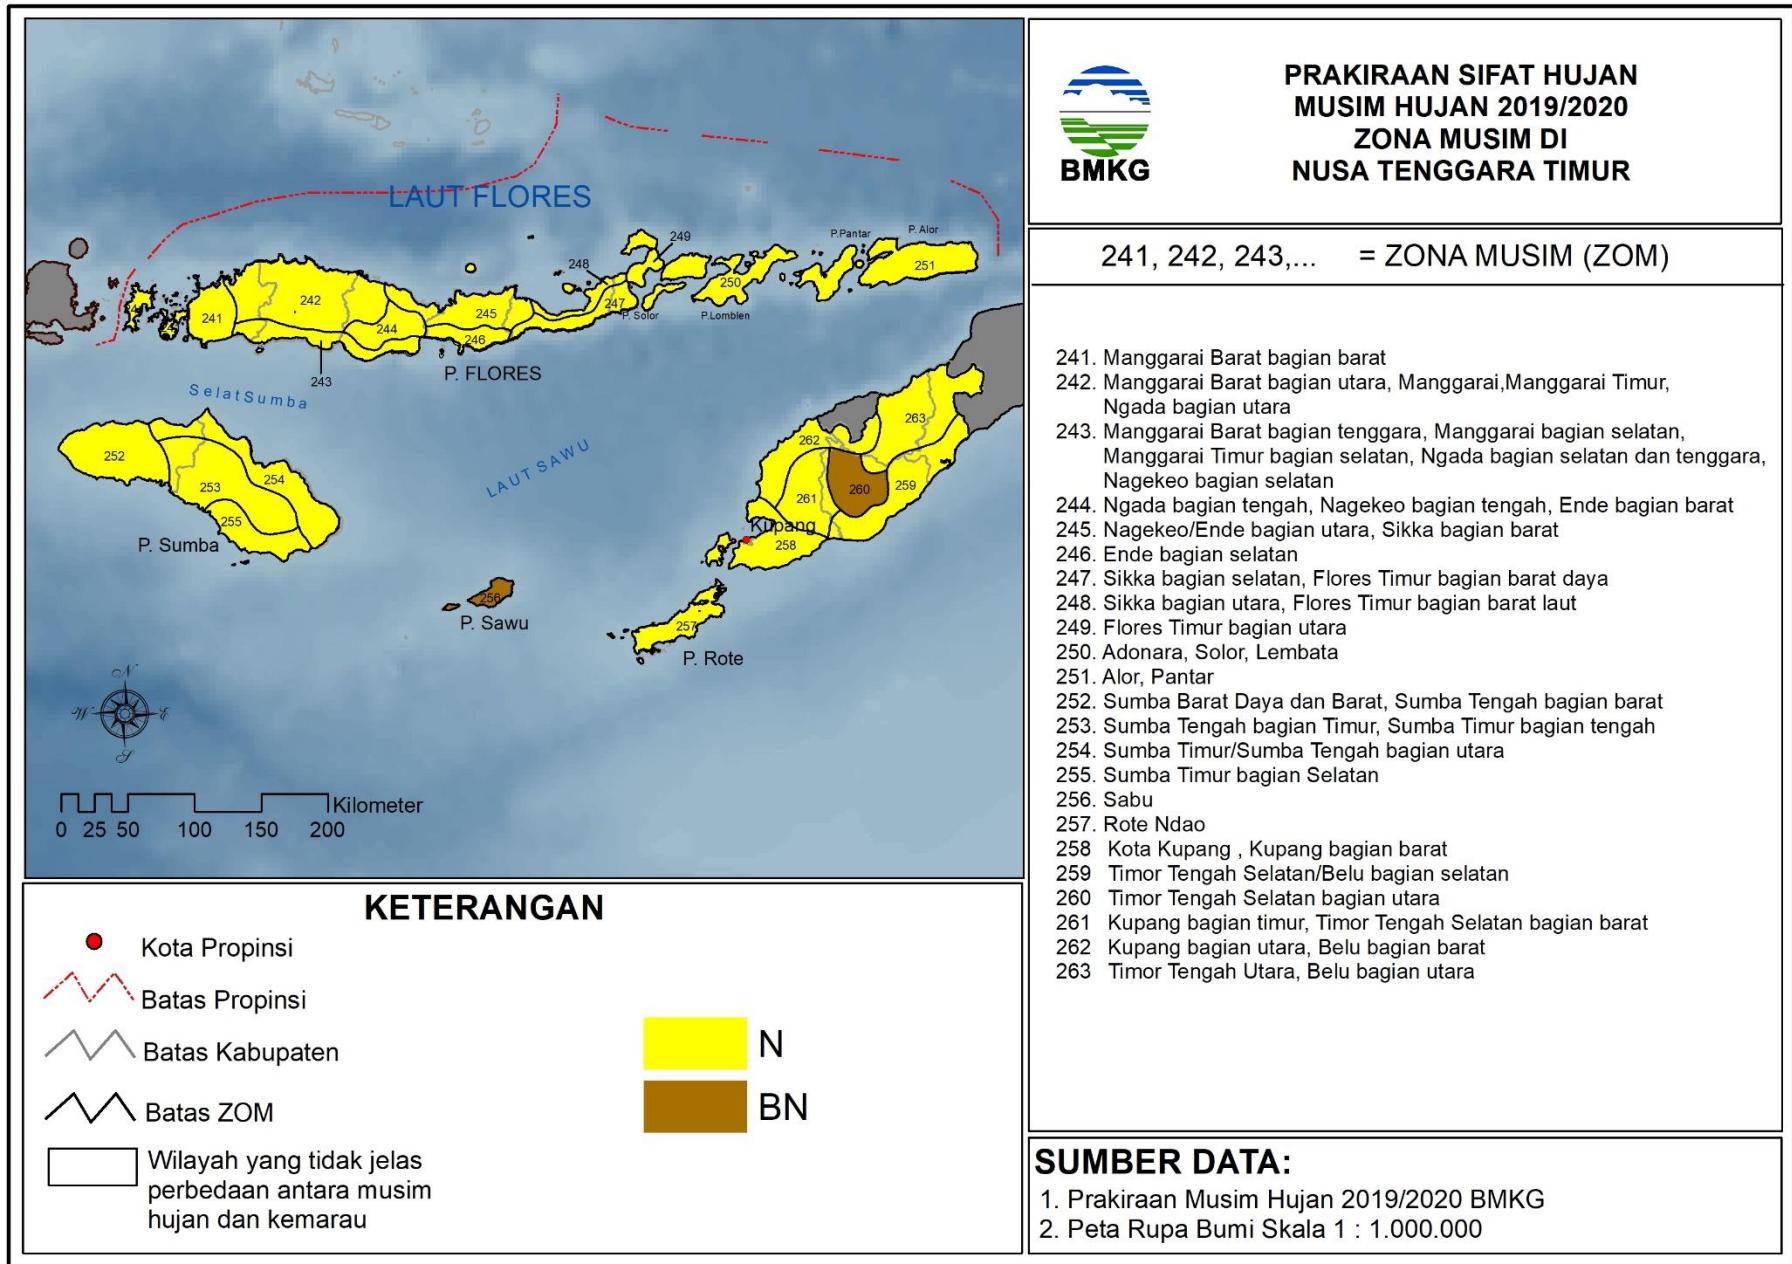 LAUT FLORES
249
P.Pantar
P. Alor
251
248
250
247
P. Solor
P.Lomblen
242
241
24
24
245
244
246
243
P. FLORES
Selat Sumba
LAUT SAWU
252
253
254
255
P. Sumba
263
262
260
259
261
Kupang
258
256
P. Sawu
257
P. Rote
N
W
E
S
Kilometer
0 25 50 100 150 200
BMKG
PRAKIRAAN SIFAT HUJAN
MUSIM HUJAN 2019/2020
ZONA MUSIM DI
NUSA TENGGARA TIMUR
241, 242, 243,... = ZONA MUSIM (ZOM)
241. Manggarai Barat bagian barat
242. Manggarai Barat bagian utara, Manggarai,Manggarai Timur,
Ngada bagian utara
243. Manggarai Barat bagian tenggara, Manggarai bagian selatan,
Manggarai Timur bagian selatan, Ngada bagian selatan dan tenggara,
Nagekeo bagian selatan
244. Ngada bagian tengah, Nagekeo bagian tengah, Ende bagian barat
245. Nagekeo/Ende bagian utara, Sikka bagian barat
246. Ende bagian selatan
247. Sikka bagian selatan, Flores Timur bagian barat daya
248. Sikka bagian utara, Flores Timur bagian barat laut
249. Flores Timur bagian utara
250. Adonara, Solor, Lembata
251. Alor, Pantar
252. Sumba Barat Daya dan Barat, Sumba Tengah bagian barat
253. Sumba Tengah bagian Timur, Sumba Timur bagian tengah
254. Sumba Timur/Sumba Tengah bagian utara
255. Sumba Timur bagian Selatan
256. Sabu
257. Rote Ndao
258 Kota Kupang , Kupang bagian barat
259 Timor Tengah Selatan/Belu bagian selatan
260 Timor Tengah Selatan bagian utara
261 Kupang bagian timur, Timor Tengah Selatan bagian barat
262 Kupang bagian utara, Belu bagian barat
263 Timor Tengah Utara, Belu bagian utara
KETERANGAN
Kota Propinsi
Batas Propinsi
Batas Kabupaten
Batas ZOM
Wilayah yang tidak jelas
perbedaan antara musim
hujan dan kemarau
N
BN
SUMBER DATA:
1. Prakiraan Musim Hujan 2019/2020 BMKG
2. Peta Rupa Bumi Skala 1 : 1.000.000